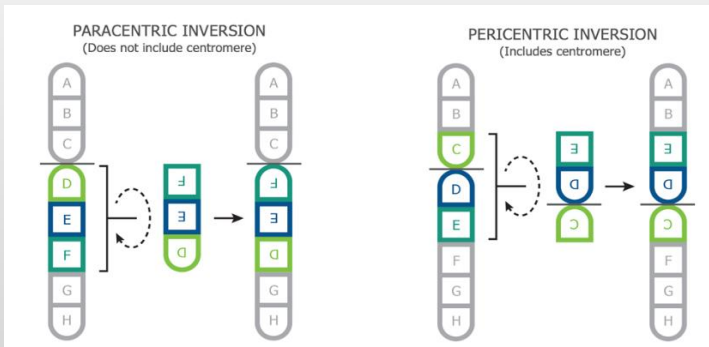 PARACENTRIC INVERSION
(Does not include centromere)
A
B
C
D
E
F
G
H
F
E
D
A
B
C
F
E
D
G
H
PERICENTRIC INVERSION
(Includes centromere)
A
B
C
D
E
F
G
H
E
D
C
A
B
E
D
C
F
G
H